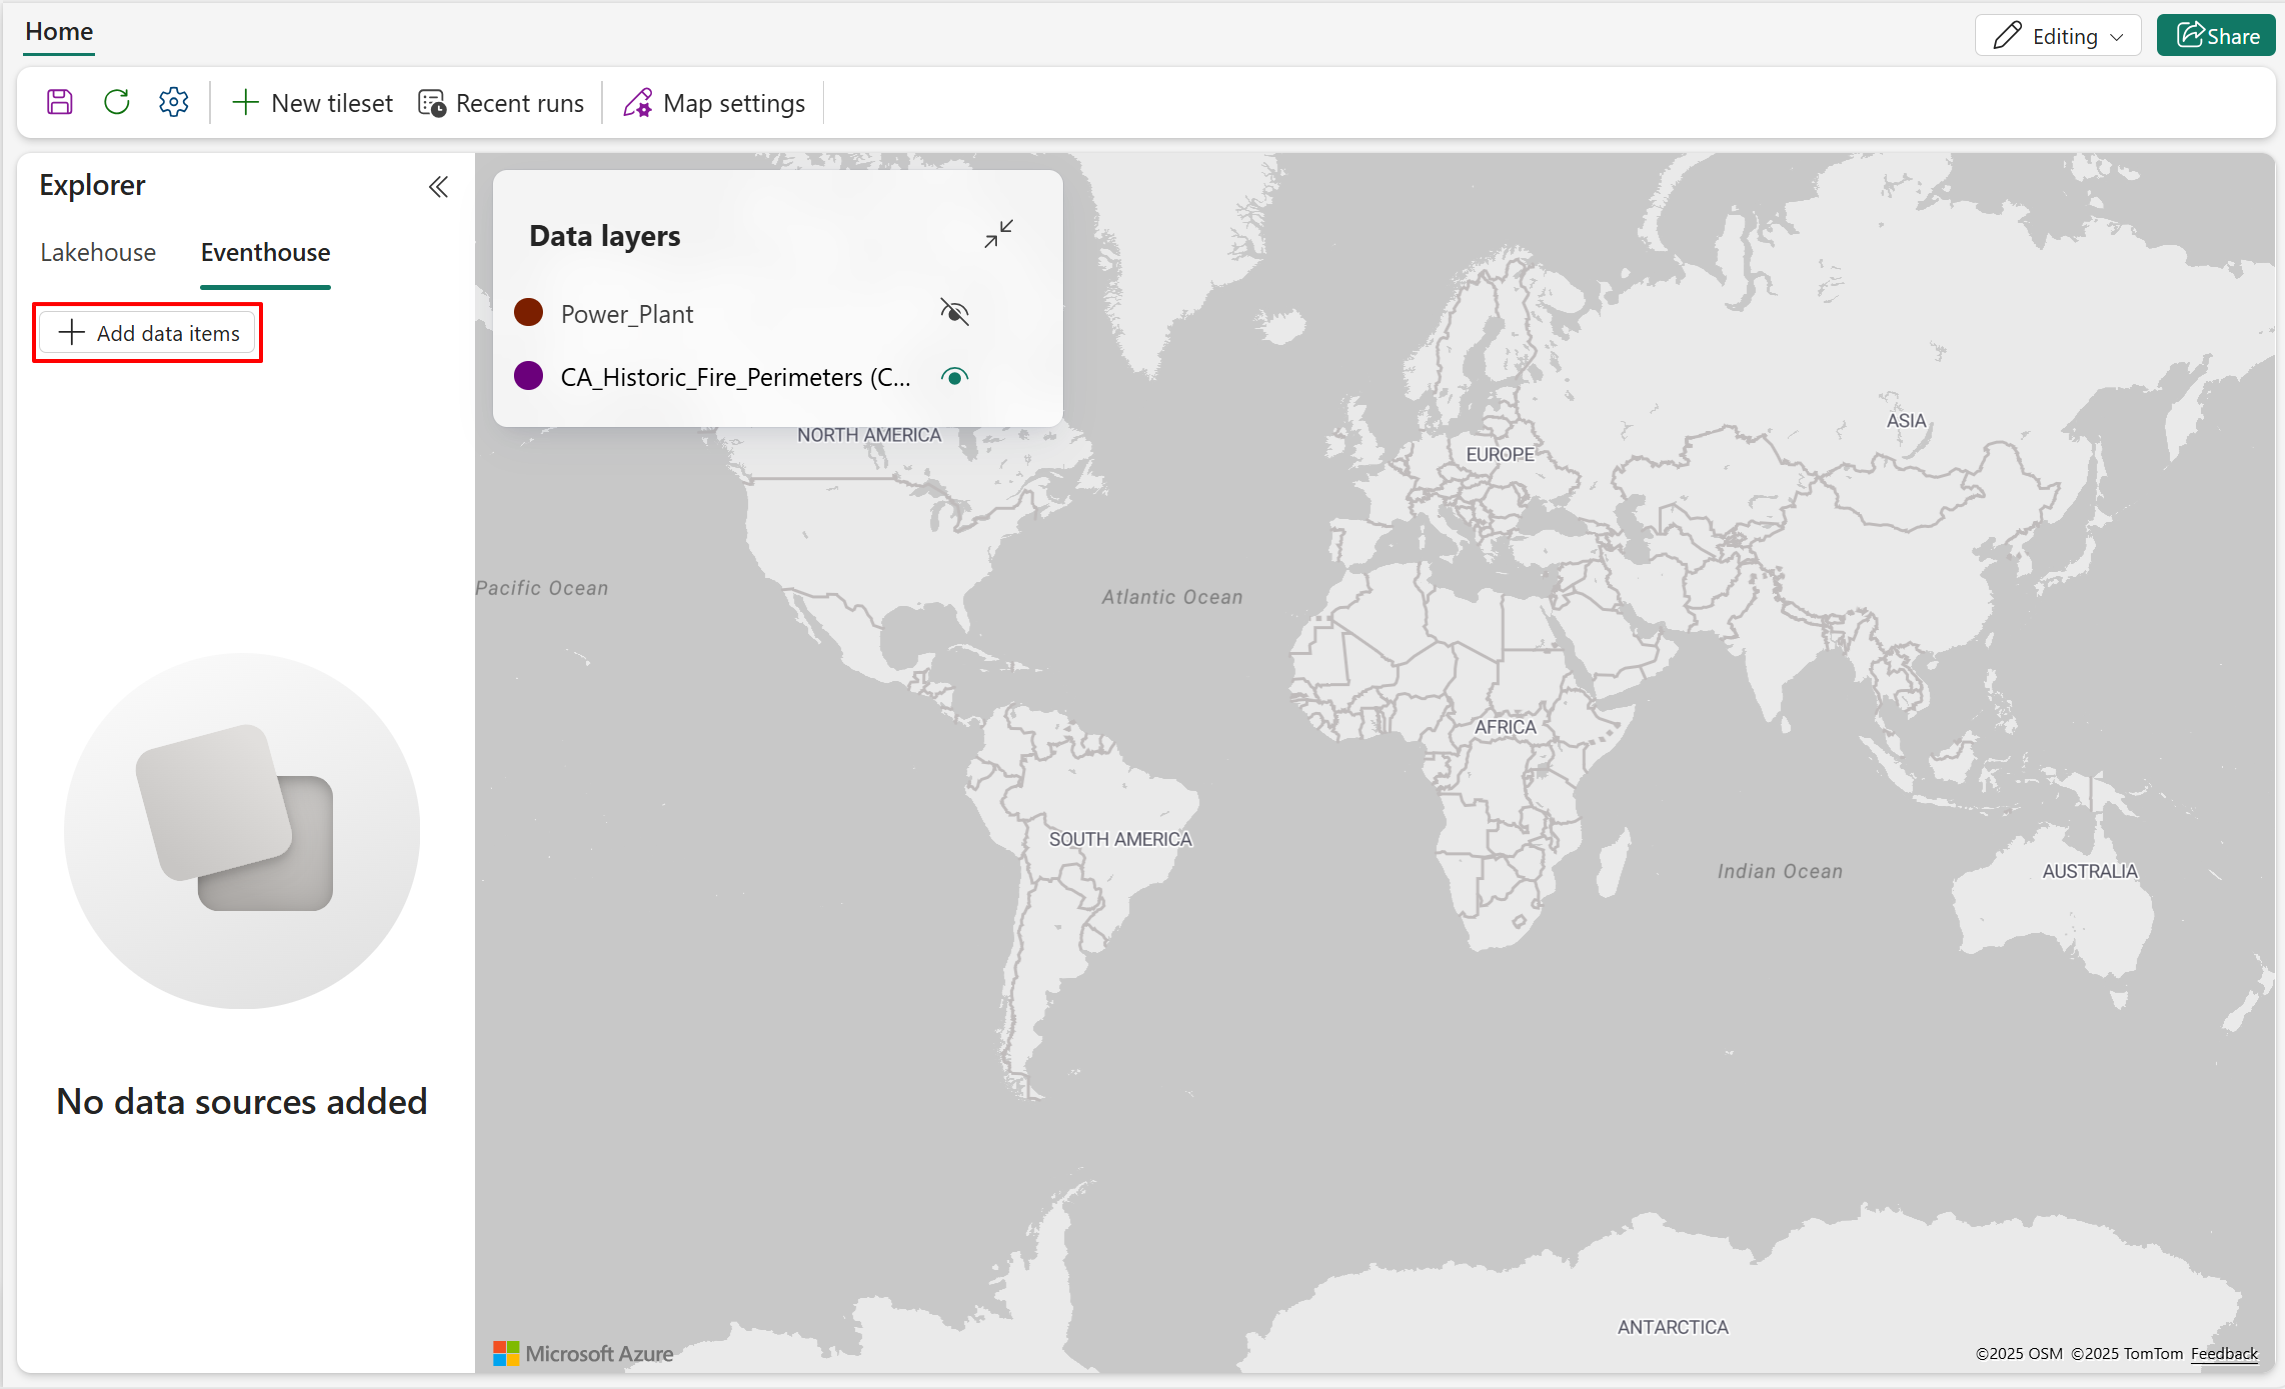 Home
Editing
Share
New tileset
Recent runs
Map settings
Explorer
Lakehouse
Eventhouse
Add data items
No data sources added
Data layers
Power_Plant
CA_Historic_Fire_Perimeters (C...
NORTH AMERICA
EUROPE
ASIA
Pacific Ocean
Atlantic Ocean
AFRICA
SOUTH AMERICA
Indian Ocean
AUSTRALIA
ANTARCTICA
Microsoft Azure
©2025 OSM ©2025 TomTom Feedback